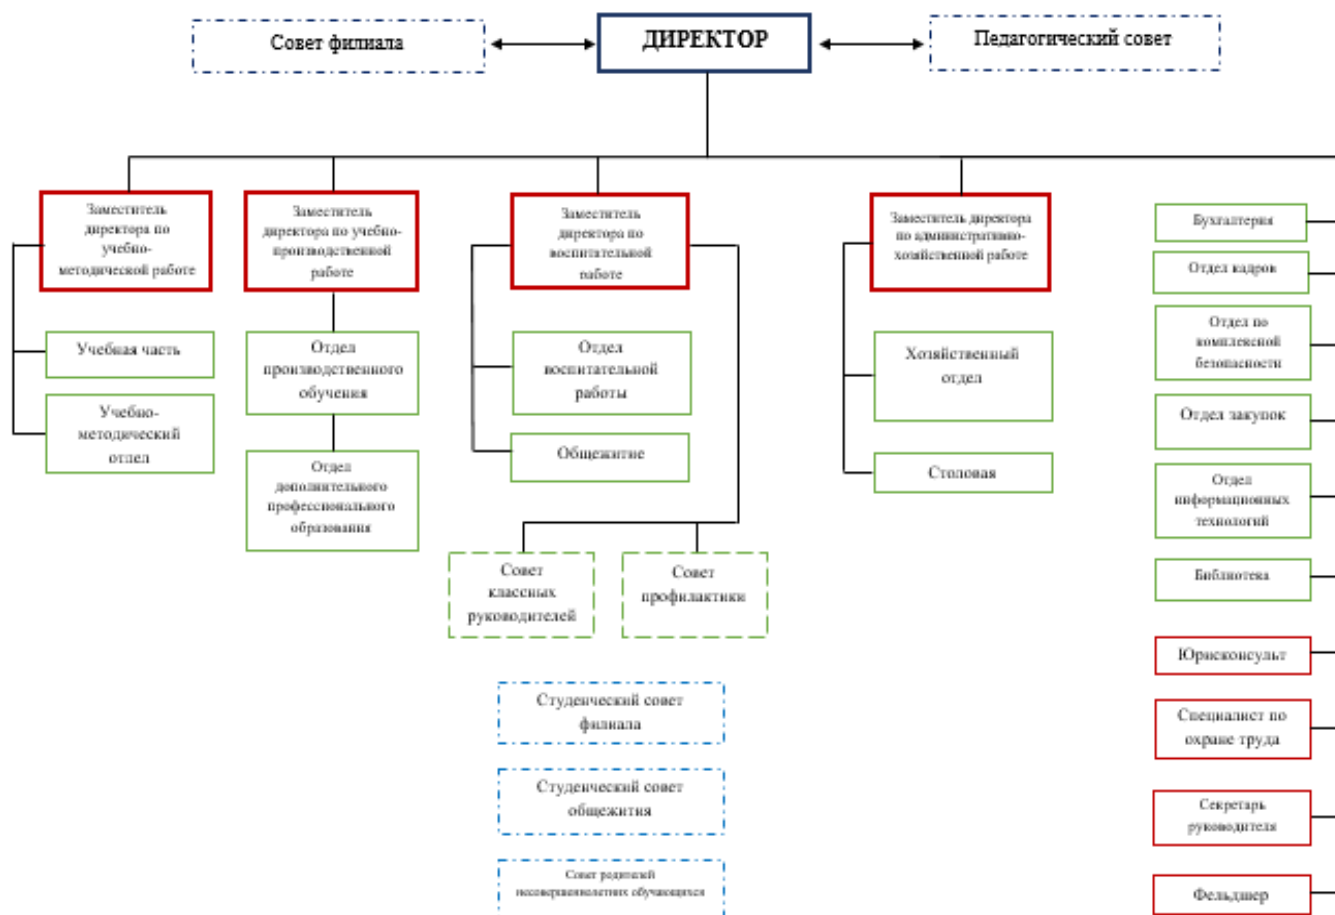 Совет филиала
ДИРЕКТОР
Педагогический совет
Заместитель
директора по
учебно-
методической работе
Заместитель
директора по учебно-
производственной
работе
Заместитель
директора по
воспитательной
работе
Заместитель директора
по административно-
хозяйственной работе
Учебная часть
Учебно-
методический
отдел
Отдел
производственного
обучения
Отдел
дополнительного
профессионального
образования
Отдел
воспитательной
работы
Общежитие
Совет
классных
руководителей
Совет
профилактики
Студенческий совет
филиала
Студенческий совет
общежития
Совет родителей
несовершеннолетних обучающихся
Хозяйственный
отдел
Столовая
Бухгалтерия
Отдел кадров
Отдел по
комплексной
безопасности
Отдел закупок
Отдел
информационных
технологий
Библиотека
Юрисконсульт
Специалист по
охране труда
Секретарь
руководителя
Фельдшер